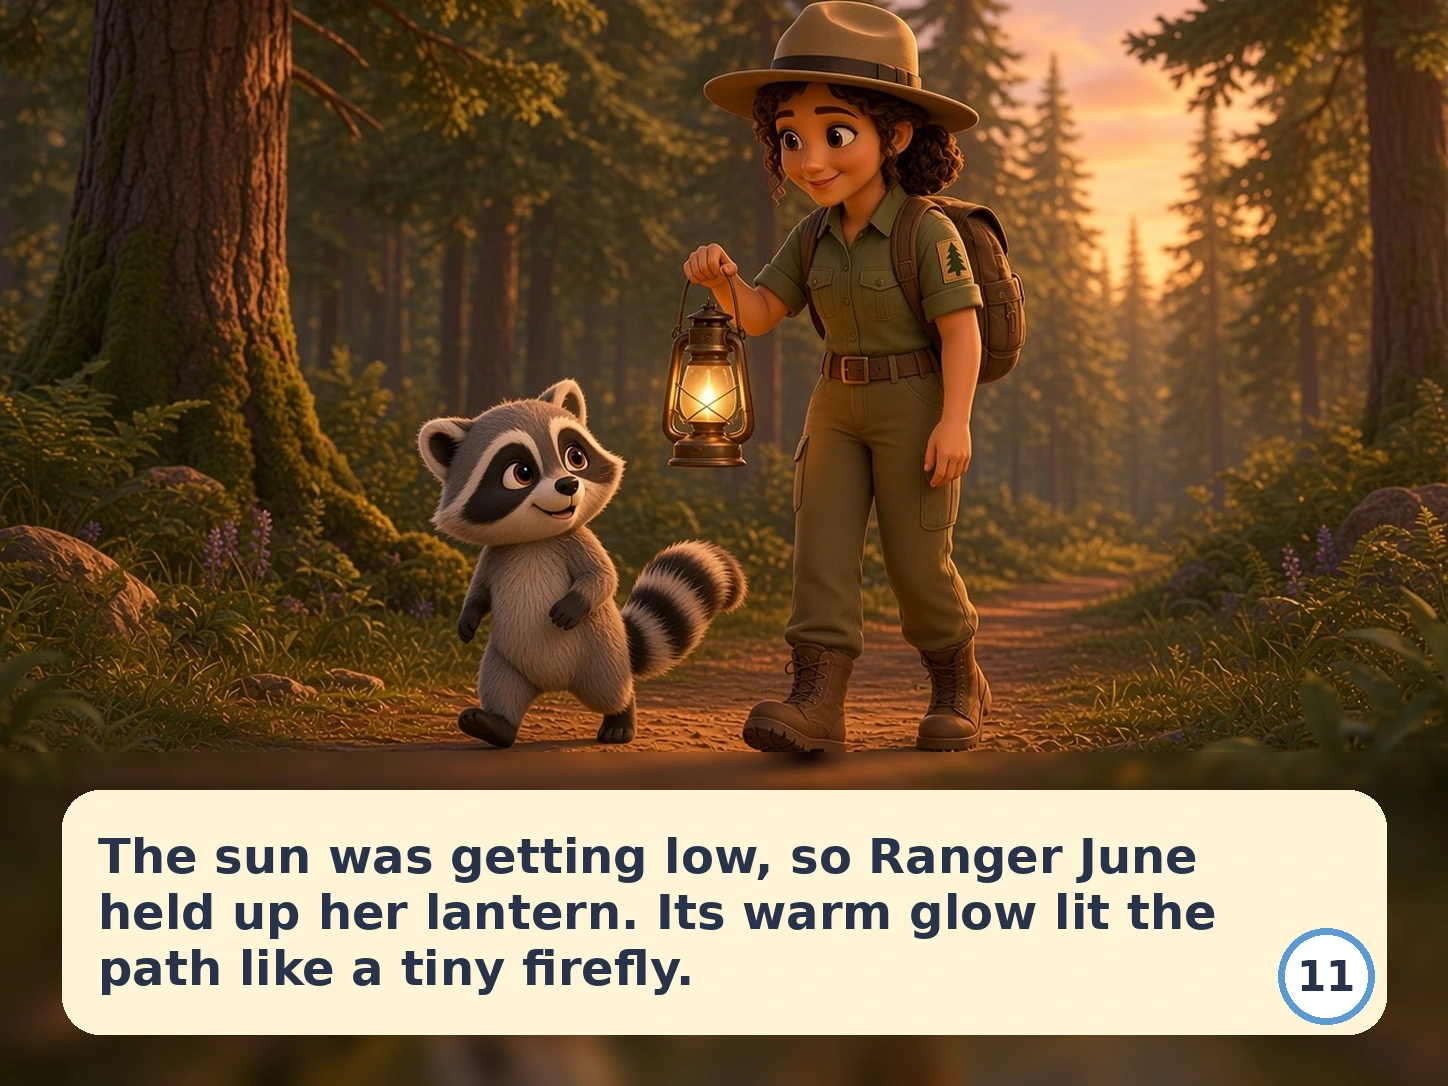 The sun was getting low, so Ranger June
held up her lantern. Its warm glow lit the
path like a tiny firefly.
11